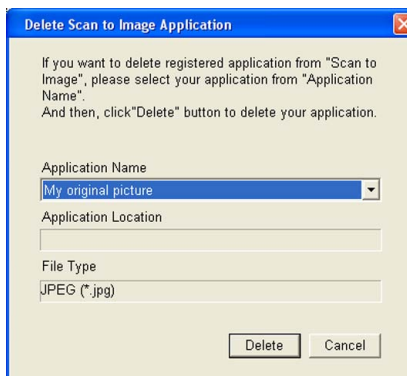 Delete Scan to Image Application
If you want to delete registered application from "Scan to
Image", please select your application from "Application
Name".
And then, click"Delete" button to delete your application.
Application Name
My original picture
Application Location
File Type
JPEG (*.jpg)
Delete Cancel